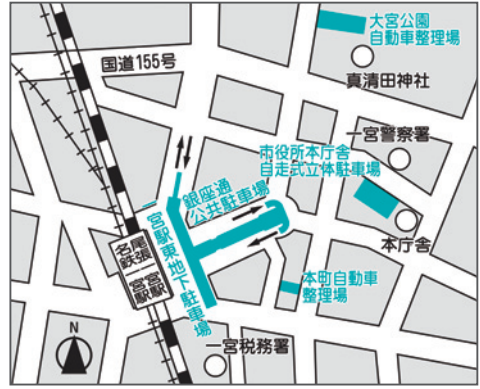 大宮公園
自動車整理場
国道155号
真清田神社
一宮警察署
市役所本庁舎
自走式立体駐車場
銀座通
公共駐車場
一宮駅東地下駐車場
名鉄一宮駅
尾張一宮駅
本庁舎
本町自動車
整理場
一宮税務署
N